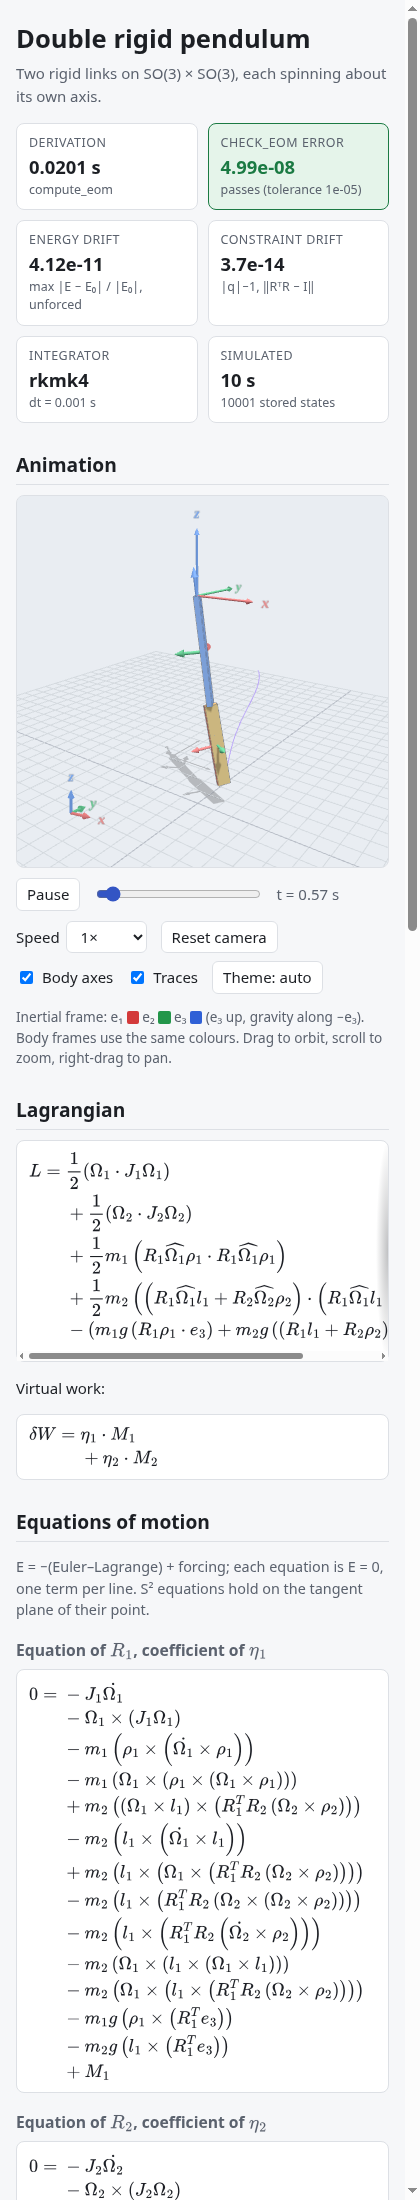 Double rigid pendulum
Two rigid links on SO(3) × SO(3), each spinning about
its own axis.
DERIVATION
0.0201 s
compute_eom
CHECK_EOM ERROR
4.99e-08
passes (tolerance 1e-05)
ENERGY DRIFT
4.12e-11
max |E − E₀| / |E₀|,
unforced
CONSTRAINT DRIFT
3.7e-14
|q|−1, ‖RᵀR − I‖
INTEGRATOR
rkmk4
dt = 0.001 s
SIMULATED
10 s
10001 stored states
Animation
z
y
x
z
y
x
Pause
t = 0.57 s
Speed 1× Reset camera
Body axes Traces Theme: auto
Inertial frame: e₁ e₂ e₃ (e₃ up, gravity along −e₃).
Body frames use the same colours. Drag to orbit, scroll to
zoom, right-drag to pan.
Lagrangian
L = 1/2 (Ω₁ · J₁Ω₁)
+ 1/2 (Ω₂ · J₂Ω₂)
+ 1/2 m₁ (R₁Ω̂₁ρ₁ · R₁Ω̂₁ρ₁)
+ 1/2 m₂ ((R₁Ω̂₁l₁ + R₂Ω̂₂ρ₂) · (R₁Ω̂₁l₁
− (m₁g (R₁ρ₁ · e₃) + m₂g ((R₁l₁ + R₂ρ₂)
Virtual work:
δW = η₁ · M₁
+ η₂ · M₂
Equations of motion
E = −(Euler–Lagrange) + forcing; each equation is E = 0,
one term per line. S² equations hold on the tangent
plane of their point.
Equation of R₁, coefficient of η₁
0 = − J₁Ω̇₁
− Ω₁ × (J₁Ω₁)
− m₁ (ρ₁ × (Ω̇₁ × ρ₁))
− m₁ (Ω₁ × (ρ₁ × (Ω₁ × ρ₁)))
+ m₂ ((Ω₁ × l₁) × (R₁ᵀR₂ (Ω₂ × ρ₂)))
− m₂ (l₁ × (Ω̇₁ × l₁))
+ m₂ (l₁ × (Ω₁ × (R₁ᵀR₂ (Ω₂ × ρ₂))))
− m₂ (l₁ × (R₁ᵀR₂ (Ω₂ × (Ω₂ × ρ₂))))
− m₂ (l₁ × (R₁ᵀR₂ (Ω̇₂ × ρ₂)))
− m₂ (Ω₁ × (l₁ × (Ω₁ × l₁)))
− m₂ (Ω₁ × (l₁ × (R₁ᵀR₂ (Ω₂ × ρ₂))))
− m₁g (ρ₁ × (R₁ᵀe₃))
− m₂g (l₁ × (R₁ᵀe₃))
+ M₁
Equation of R₂, coefficient of η₂
0 = − J₂Ω̇₂
− Ω₂ × (J₂Ω₂)